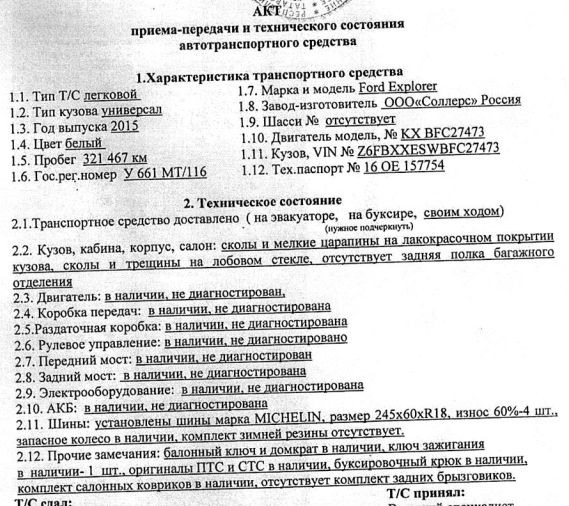 АКТ
приема-передачи и технического состояния
автотранспортного средства
1.Характеристика транспортного средства
1.1. Тип Т/С легковой
1.2. Тип кузова универсал
1.3. Год выпуска 2015
1.4. Цвет белый
1.5. Пробег 321 467 км
1.6. Гос.рег.номер У 661 МТ/116
1.7. Марка и модель Ford Explorer
1.8. Завод-изготовитель ООО«Соллерс» Россия
1.9. Шасси № отсутствует
1.10. Двигатель модель, № KX BFC27473
1.11. Кузов, VIN № Z6FBXXESWBFC27473
1.12. Тех.паспорт № 16 ОЕ 157754
2. Техническое состояние
2.1.Транспортное средство доставлено ( на эвакуаторе, на буксире, своим ходом)
(нужное подчеркнуть)
2.2. Кузов, кабина, корпус, салон: сколы и мелкие царапины на лакокрасочном покрытии
кузова, сколы и трещины на лобовом стекле, отсутствует задняя полка багажного
отделения
2.3. Двигатель: в наличии, не диагностирован,
2.4. Коробка передач: в наличии, не диагностирована
2.5.Раздаточная коробка: в наличии, не диагностирована
2.6. Рулевое управление: в наличии, не диагностировано
2.7. Передний мост: в наличии, не диагностирован
2.8. Задний мост: в наличии, не диагностирована
2.9. Электрооборудование: в наличии, не диагностирована
2.10. АКБ: в наличии, не диагностирована
2.11. Шины: установлены шины марка MICHELIN, размер 245x60xR18, износ 60%-4 шт.,
запасное колесо в наличии, комплект зимней резины отсутствует.
2.12. Прочие замечания: балонный ключ и домкрат в наличии, ключ зажигания
в наличии- 1 шт., оригиналы ПТС и СТС в наличии, буксировочный крюк в наличии,
комплект салонных ковриков в наличии, отсутствует комплект задних брызговиков.
Т/С сдал:
Т/С принял: